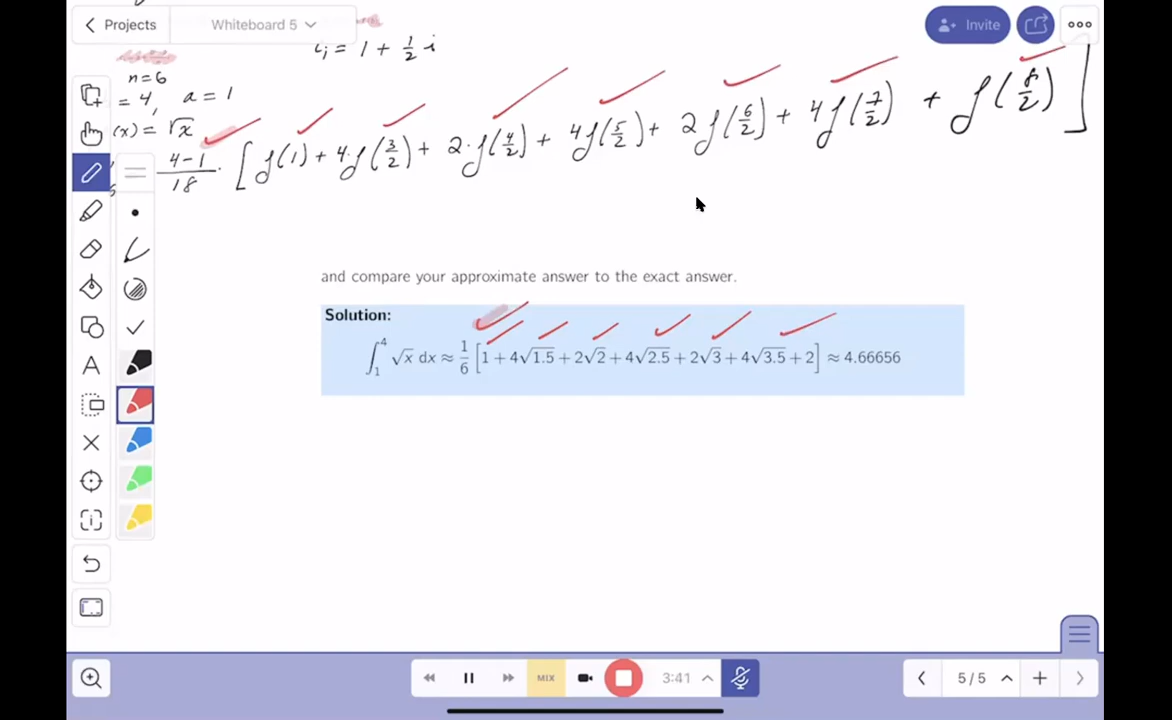 Projects
Whiteboard 5
Invite
= 1 + 1/2 i
n=6
= 4, a = 1
(x) = √x
4-1/18 · [f(1) + 4·f(3/2) + 2·f(4/2) + 4f(5/2) + 2f(6/2) + 4f(7/2) + f(8/2)]
and compare your approximate answer to the exact answer.
Solution:
∫₁⁴ √x dx ≈ 1/6 [1 + 4√1.5 + 2√2 + 4√2.5 + 2√3 + 4√3.5 + 2] ≈ 4.66656
A
MIX
3:41
5/5